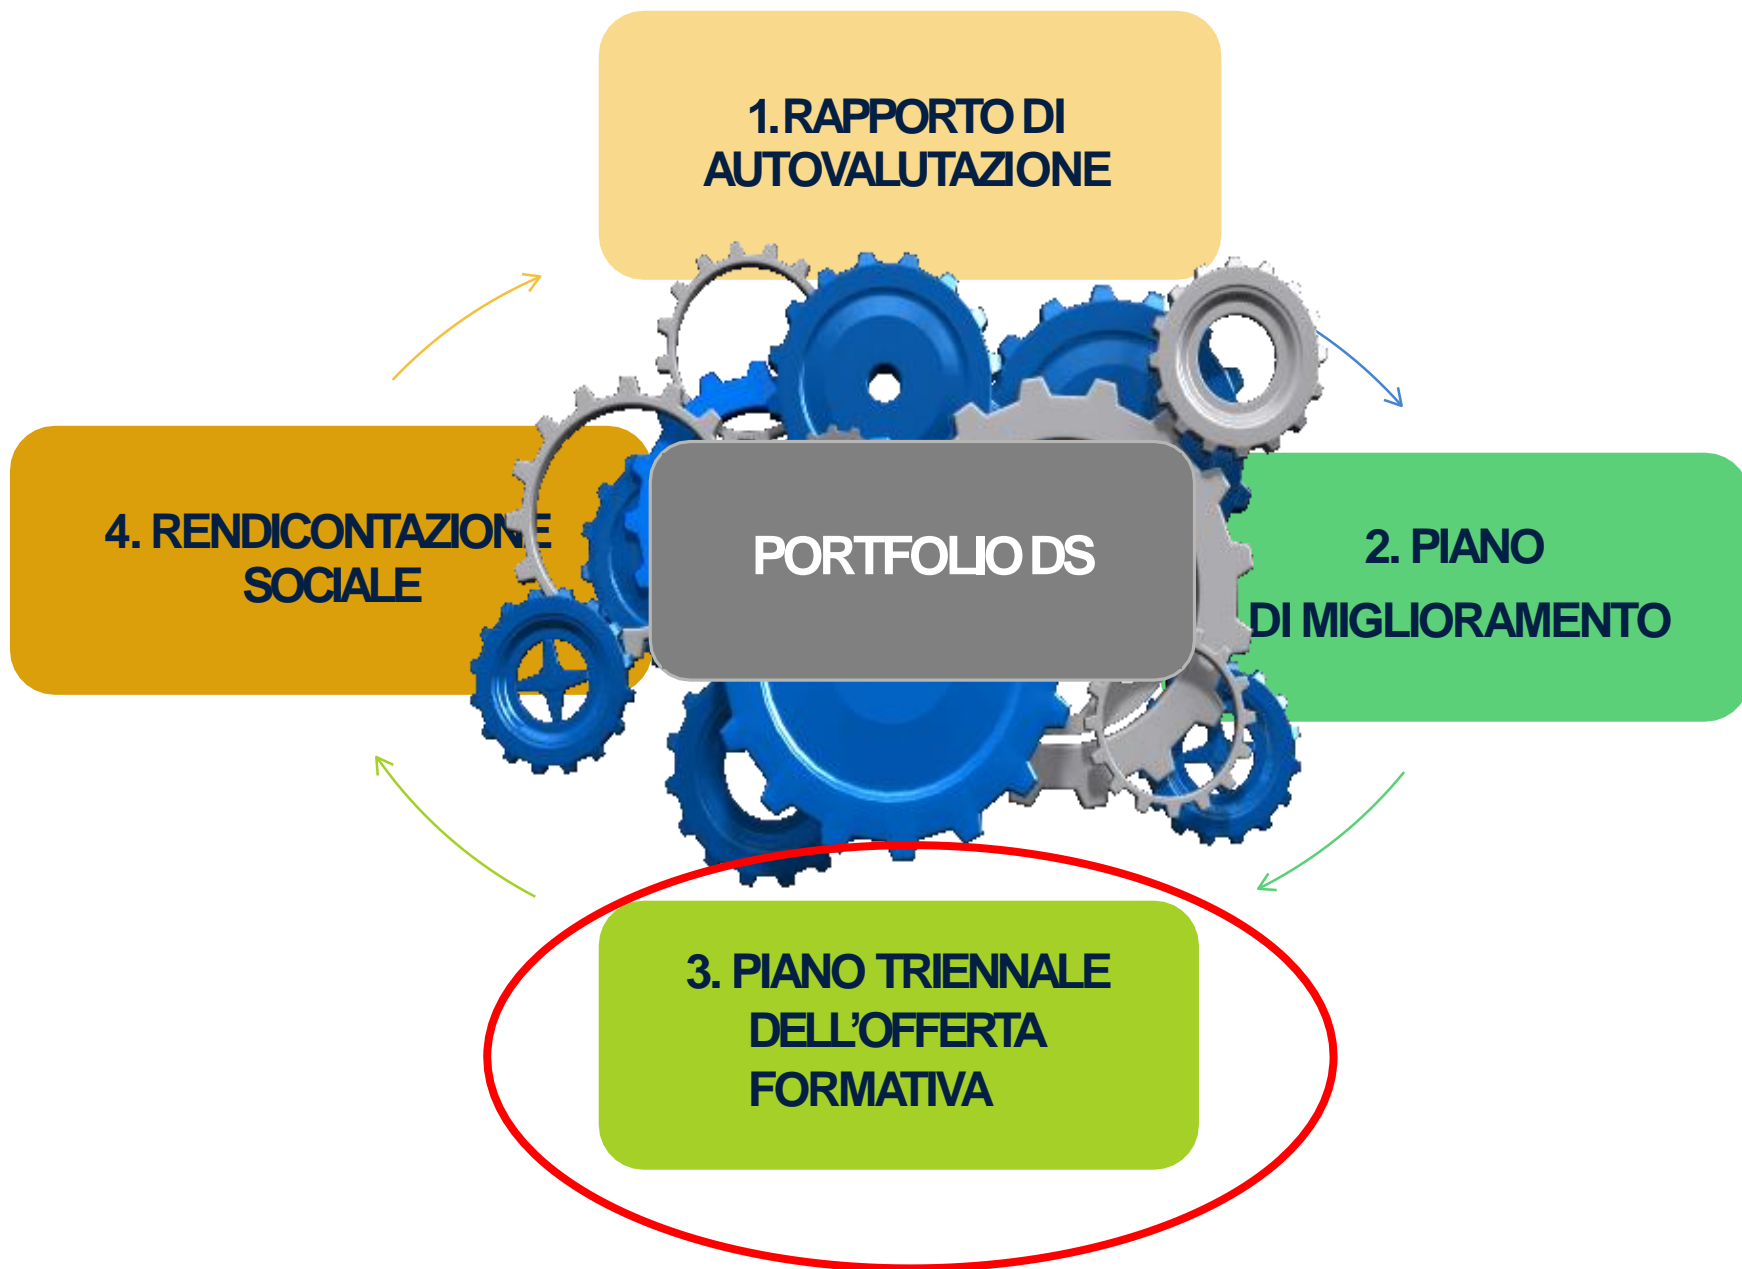 1. RAPPORTO DI
AUTOVALUTAZIONE
4. RENDICONTAZIONE
SOCIALE
PORTFOLIO DS
2. PIANO
DI MIGLIORAMENTO
3. PIANO TRIENNALE
DELL’OFFERTA
FORMATIVA